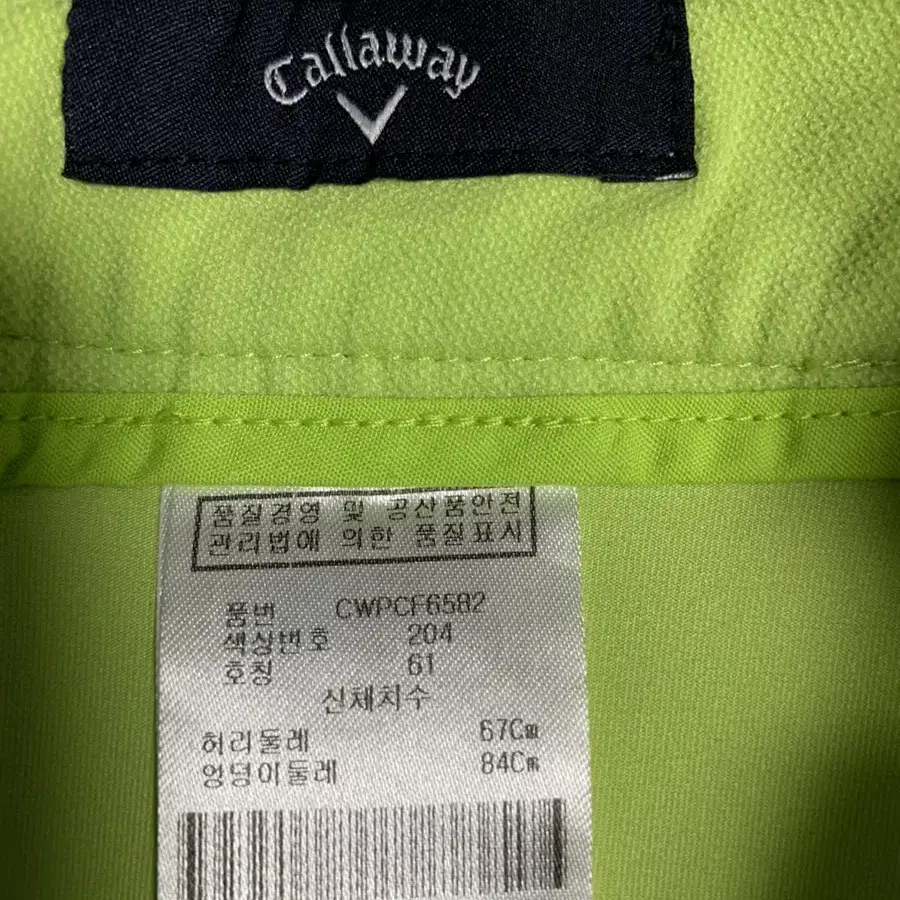 Callaway
품질경영 및 공산품안전
관리법에 의한 품질표시
품번 CWPCF6582
색상번호 204
호칭 61
신체치수
허리둘레 67Cm
엉덩이둘레 84Cm